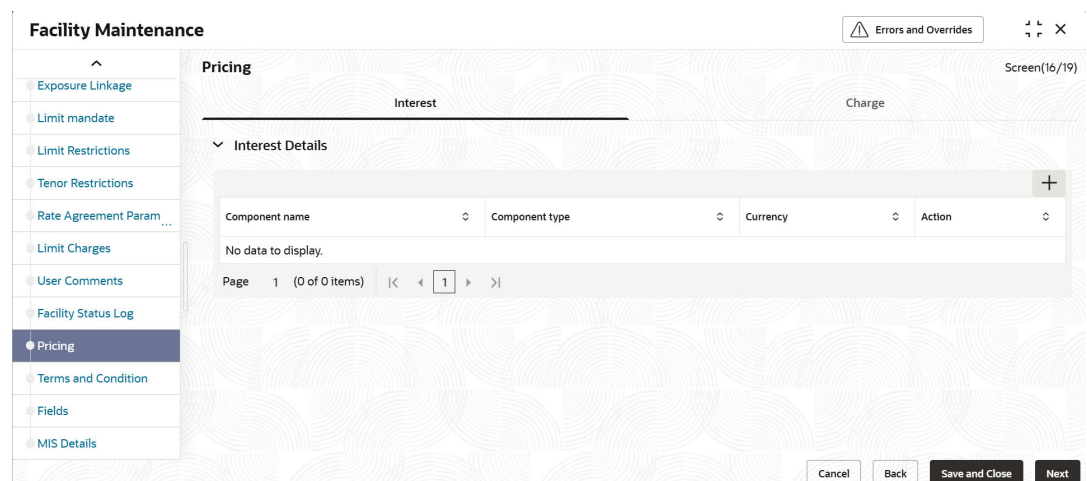 Facility Maintenance
Errors and Overrides
Exposure Linkage
Limit mandate
Limit Restrictions
Tenor Restrictions
Rate Agreement Param...
Limit Charges
User Comments
Facility Status Log
Pricing
Terms and Condition
Fields
MIS Details
Pricing
Screen(16/19)
Interest Charge
Interest Details
Component name Component type Currency Action
No data to display.
Page 1 (0 of 0 items) 1
Cancel Back Save and Close Next